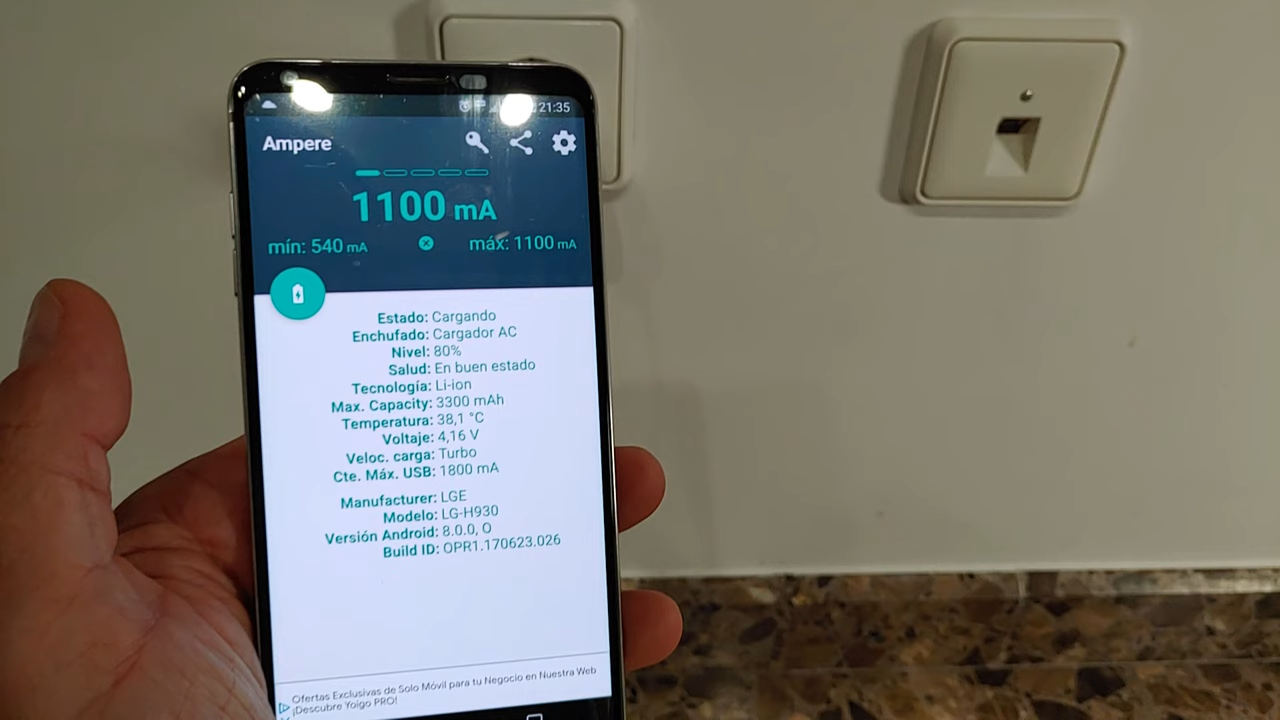 21:35
Ampere
1100 mA
mín: 540 mA máx: 1100 mA
Estado: Cargando
Enchufado: Cargador AC
Nivel: 80%
Salud: En buen estado
Tecnología: Li-ion
Max. Capacity: 3300 mAh
Temperatura: 38,1 °C
Voltaje: 4,16 V
Veloc. carga: Turbo
Cte. Máx. USB: 1800 mA
Manufacturer: LGE
Modelo: LG-H930
Versión Android: 8.0.0, O
Build ID: OPR1.170623.026
Ofertas Exclusivas de Solo Móvil para tu Negocio en Nuestra Web
¡Descubre Yoigo PRO!